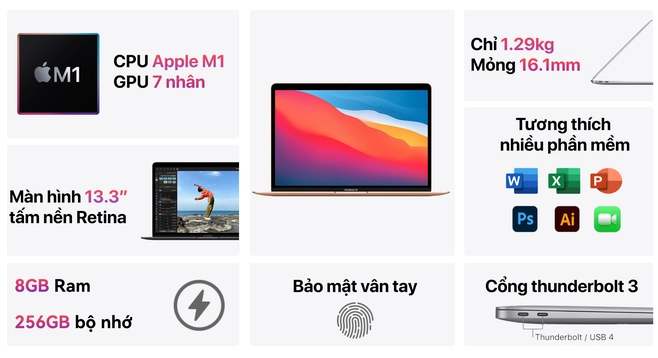 M1
CPU Apple M1
GPU 7 nhân
Chỉ 1.29kg
Mỏng 16.1mm
Tương thích
nhiều phần mềm
W X P
Ps Ai
Màn hình 13.3”
tấm nền Retina
8GB Ram
256GB bộ nhớ
Bảo mật vân tay
Cổng thunderbolt 3
Thunderbolt / USB 4